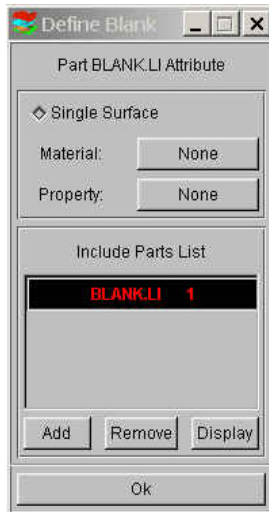 Define Blank
Part BLANK.LI Attribute
Single Surface
Material: None
Property: None
Include Parts List
BLANK.LI 1
Add Remove Display
Ok